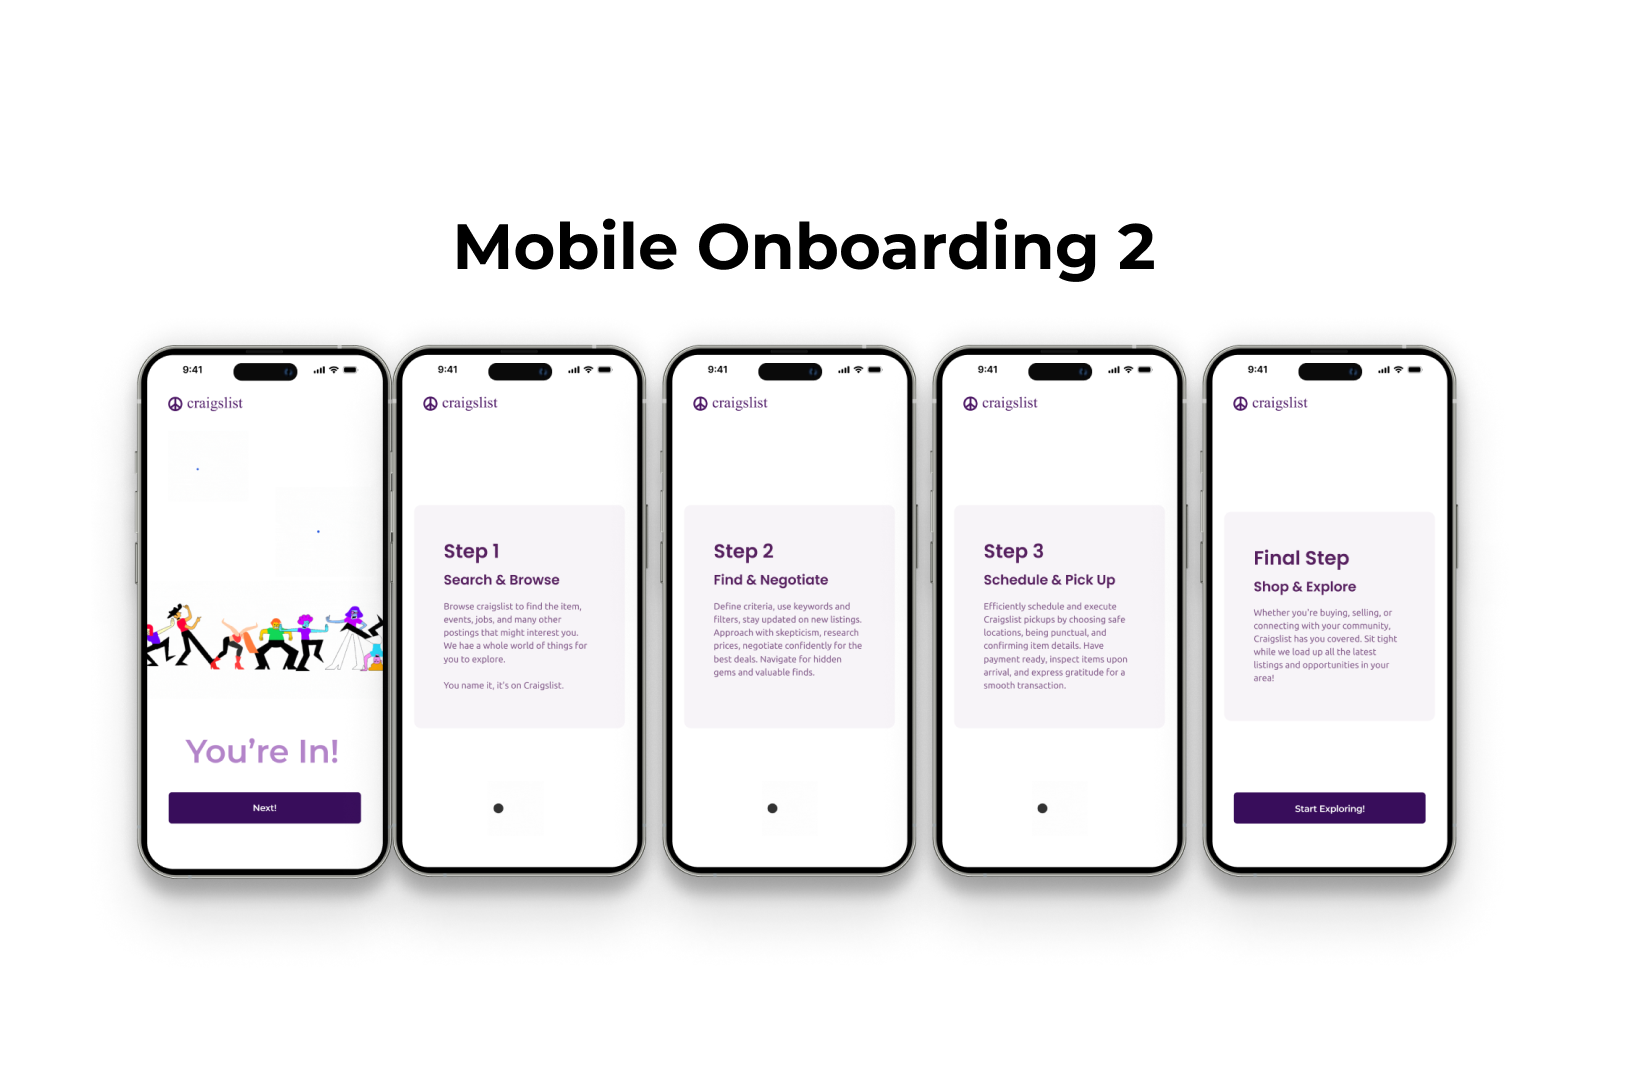 Mobile Onboarding 2
9:41
craigslist
You're In!
Next!
9:41
craigslist
Step 1
Search & Browse
Browse craigslist to find the item,
events, jobs, and many other
postings that might interest you.
We hae a whole world of things for
you to explore.
You name it, it's on Craigslist.
9:41
craigslist
Step 2
Find & Negotiate
Define criteria, use keywords and
filters, stay updated on new listings.
Approach with skepticism, research
prices, negotiate confidently for the
best deals. Navigate for hidden
gems and valuable finds.
9:41
craigslist
Step 3
Schedule & Pick Up
Efficiently schedule and execute
Craigslist pickups by choosing safe
locations, being punctual, and
confirming item details. Have
payment ready, inspect items upon
arrival, and express gratitude for a
smooth transaction.
9:41
craigslist
Final Step
Shop & Explore
Whether you're buying, selling, or
connecting with your community,
Craigslist has you covered. Sit tight
while we load up all the latest
listings and opportunities in your
area!
Start Exploring!